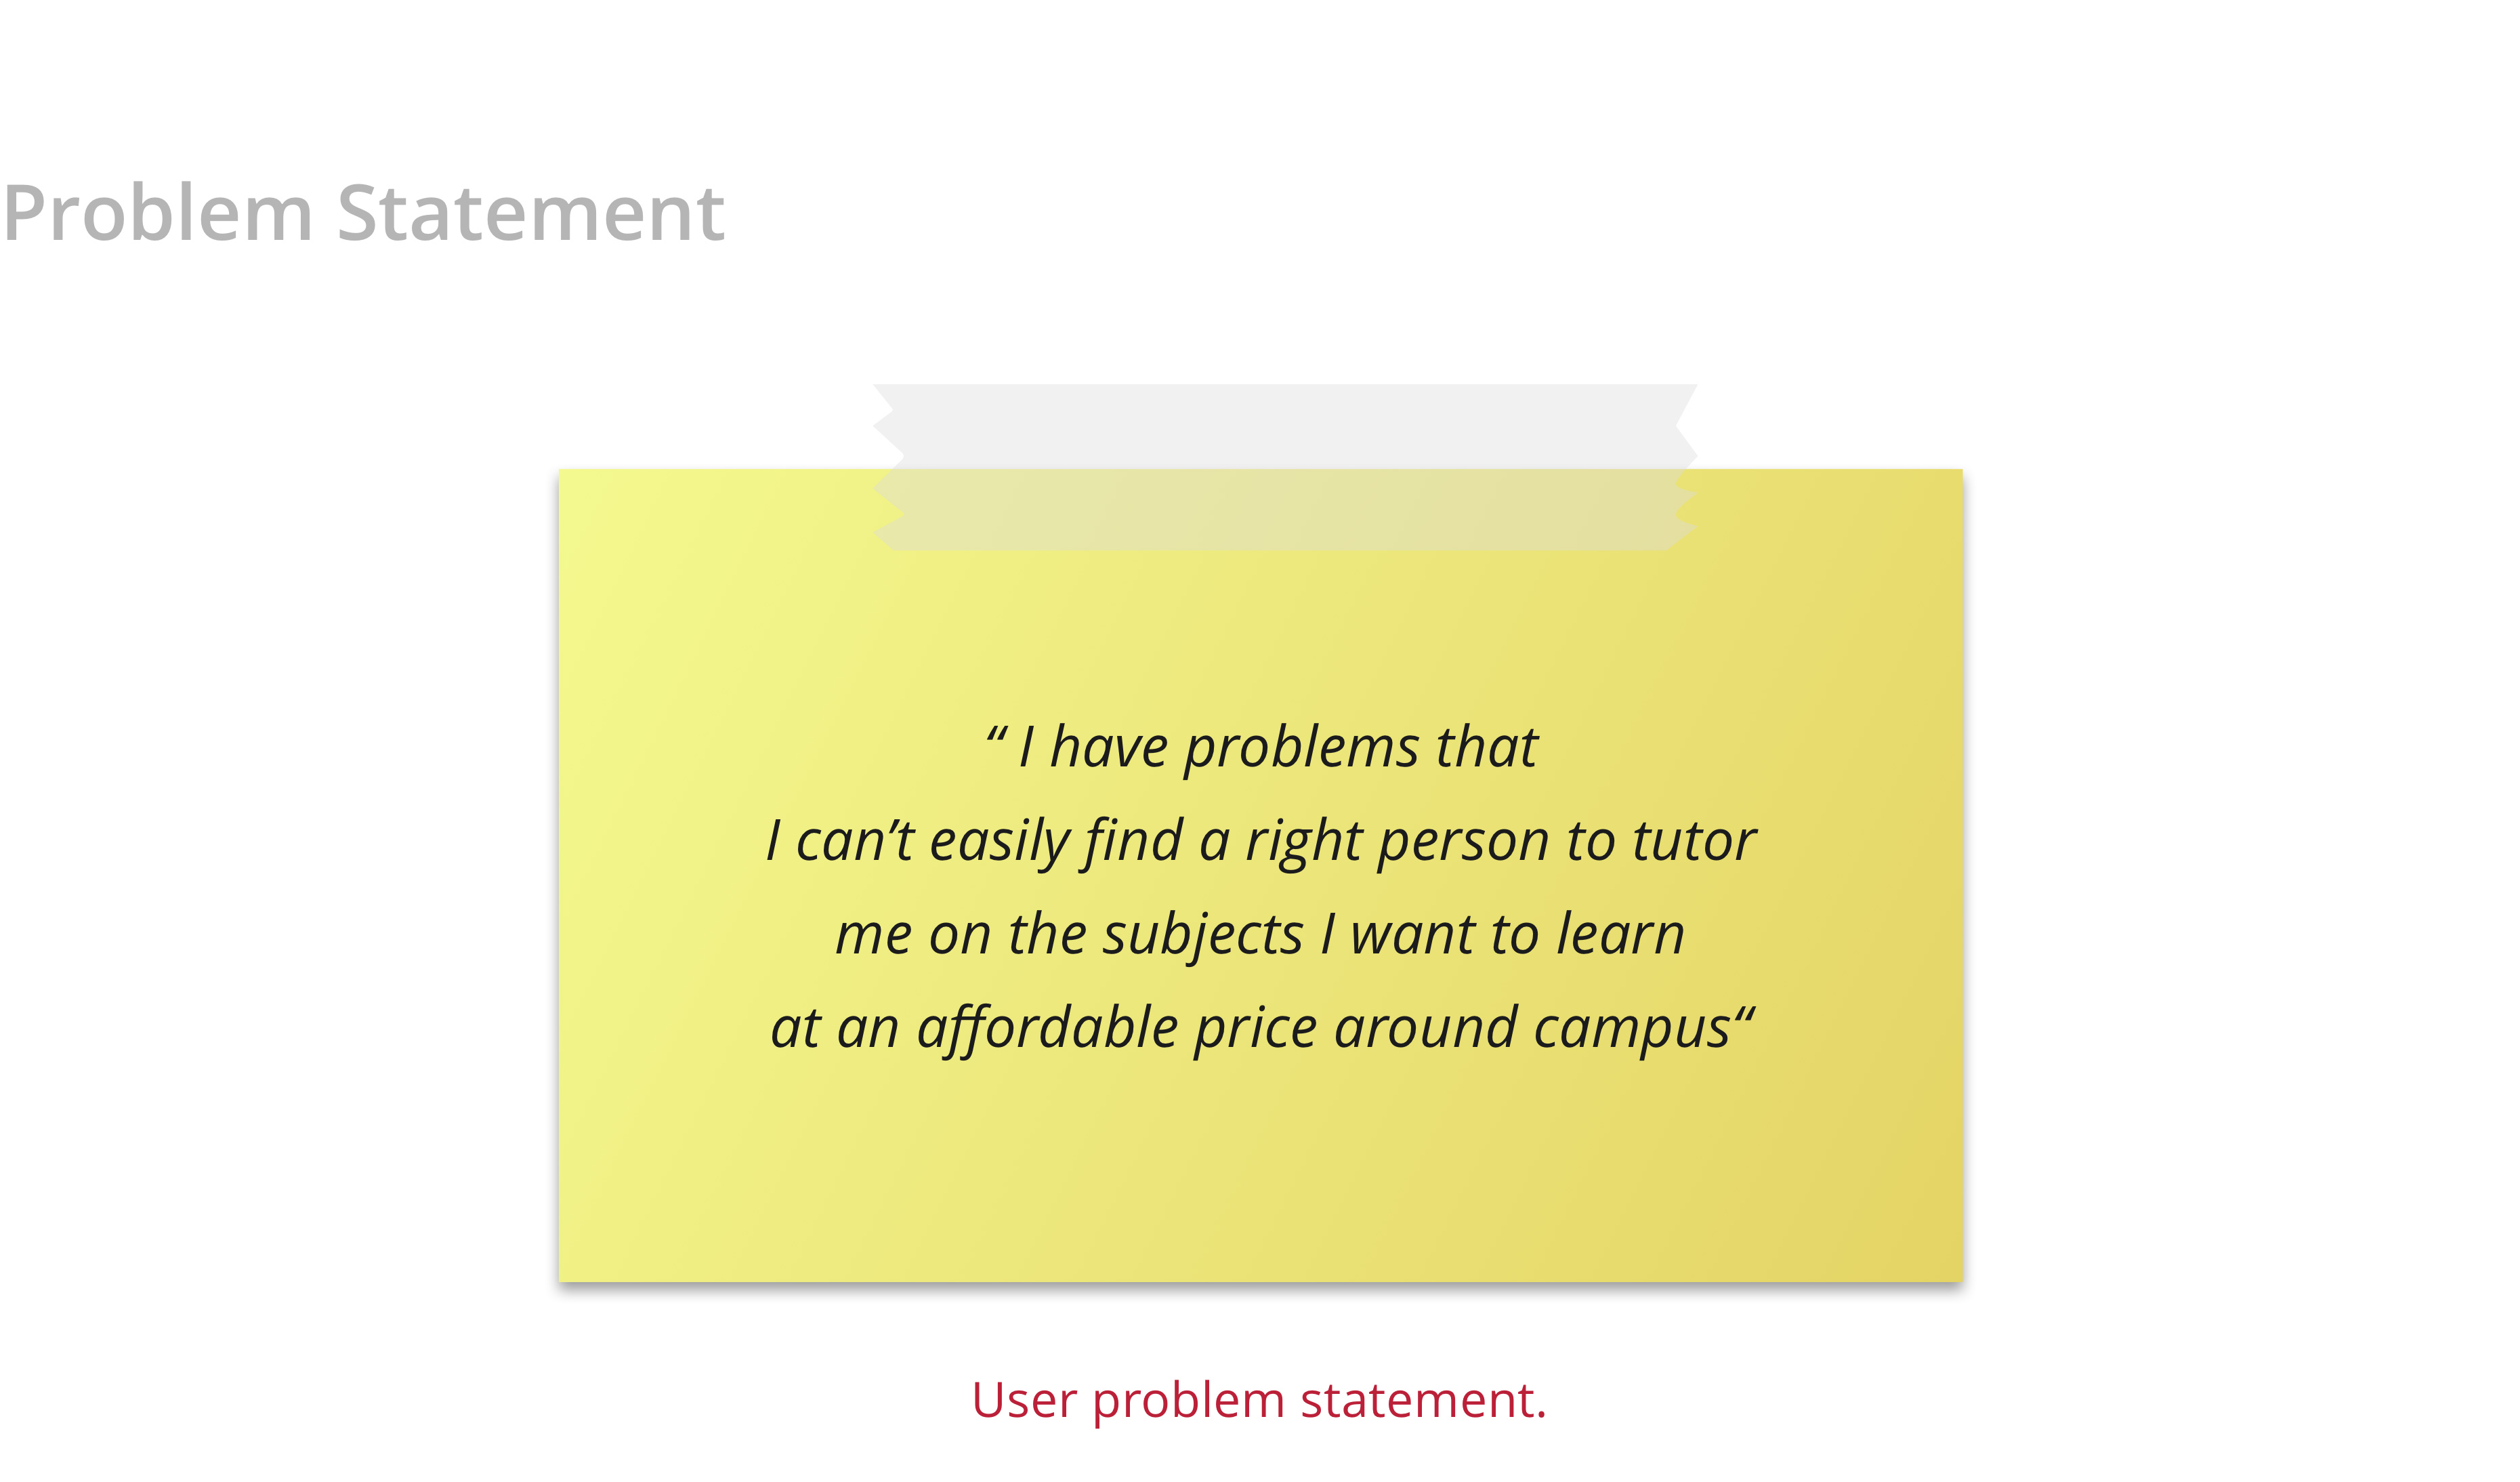 Problem Statement
“ I have problems that
I can’t easily find a right person to tutor
me on the subjects I want to learn
at an affordable price around campus“
User problem statement.